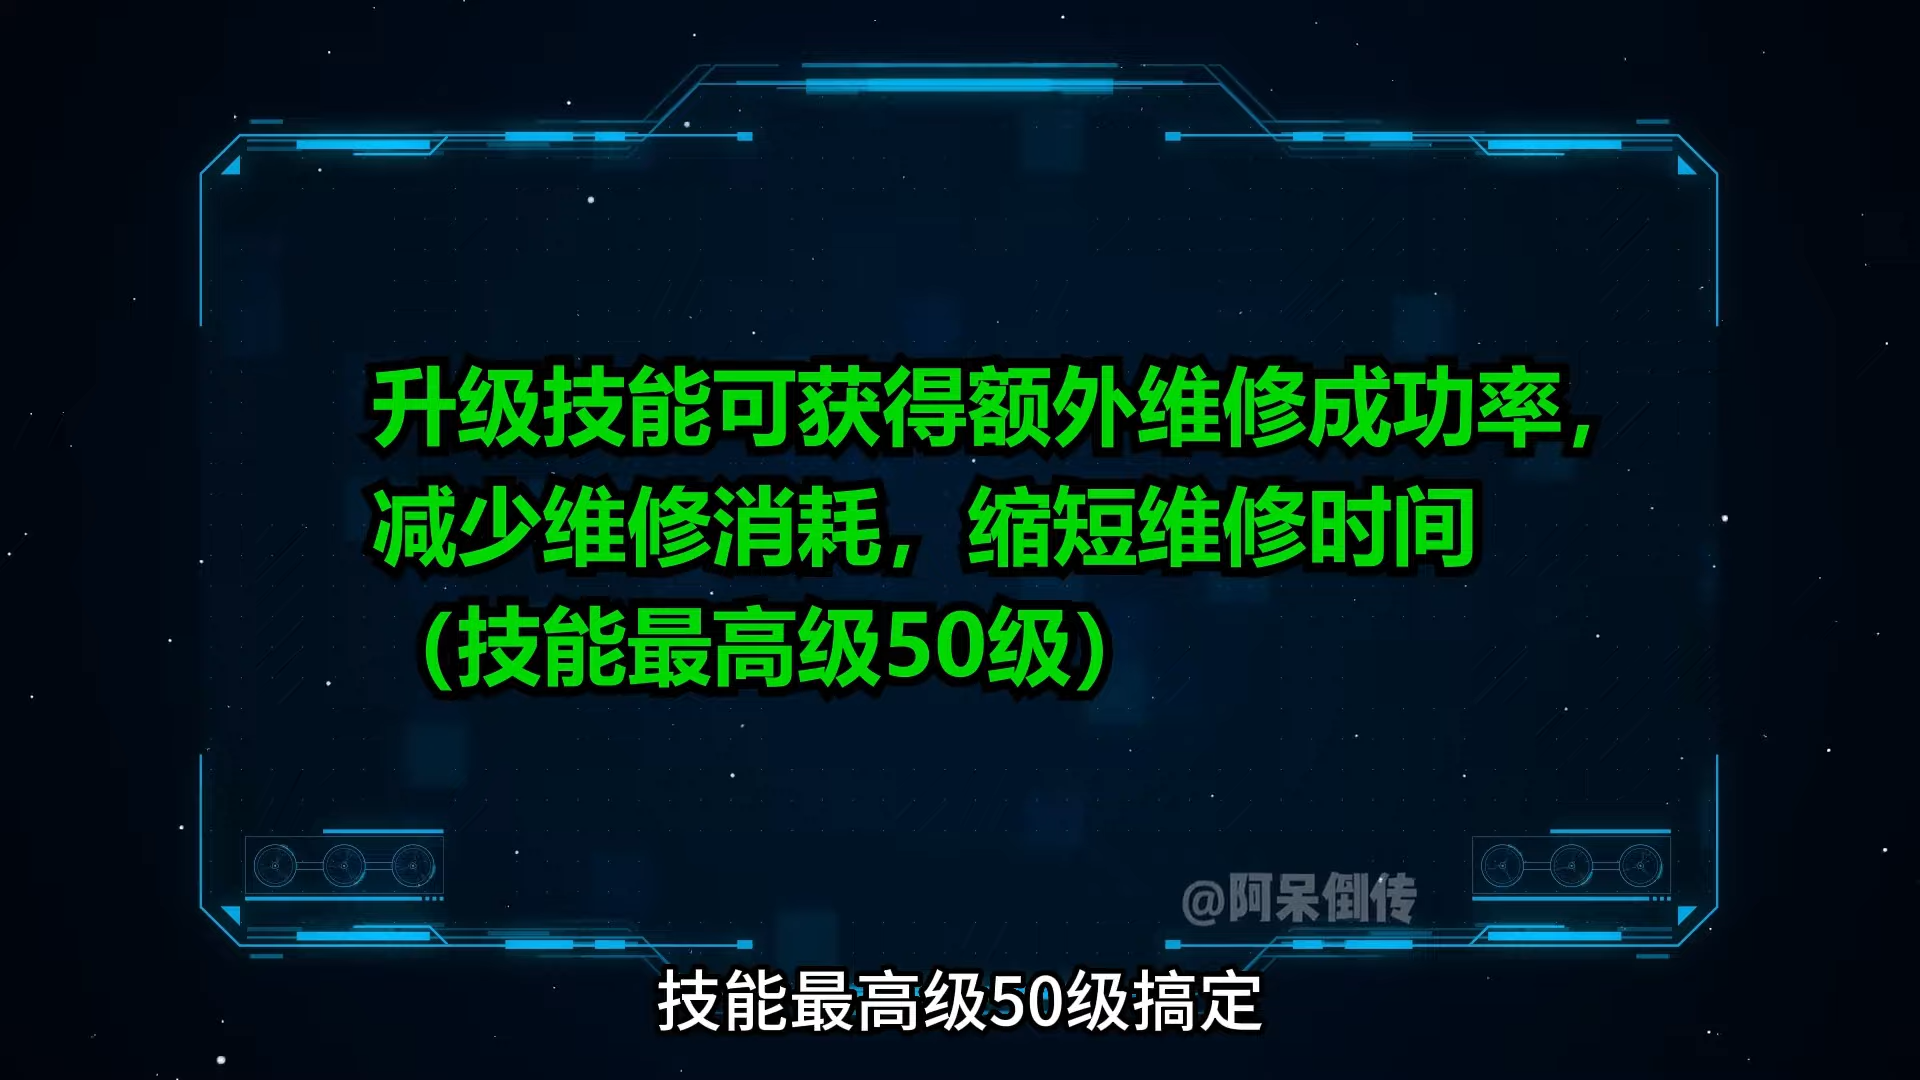 升级技能可获得额外维修成功率，
减少维修消耗，缩短维修时间
（技能最高级50级）
@阿呆倒传
技能最高级50级搞定